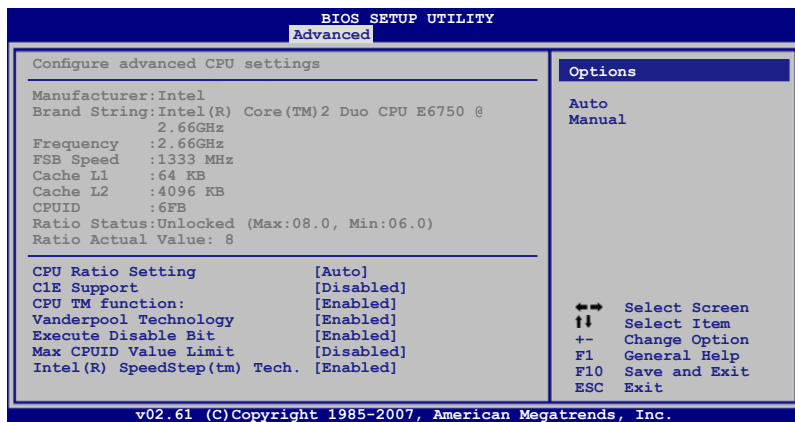 BIOS SETUP UTILITY
Advanced
Configure advanced CPU settings
Manufacturer:Intel
Brand String:Intel(R) Core(TM)2 Duo CPU E6750 @
2.66GHz
Frequency :2.66GHz
FSB Speed :1333 MHz
Cache L1 :64 KB
Cache L2 :4096 KB
CPUID :6FB
Ratio Status:Unlocked (Max:08.0, Min:06.0)
Ratio Actual Value: 8
CPU Ratio Setting [Auto]
C1E Support [Disabled]
CPU TM function: [Enabled]
Vanderpool Technology [Enabled]
Execute Disable Bit [Enabled]
Max CPUID Value Limit [Disabled]
Intel(R) SpeedStep(tm) Tech. [Enabled]
Options
Auto
Manual
←→ Select Screen
↑↓ Select Item
+- Change Option
F1 General Help
F10 Save and Exit
ESC Exit
v02.61 (C)Copyright 1985-2007, American Megatrends, Inc.